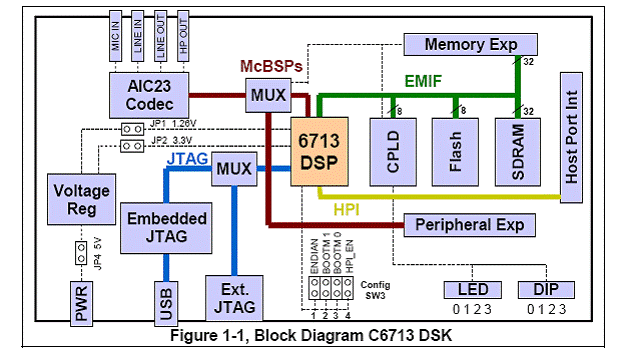 MIC IN
LINE IN
LINE OUT
HP OUT
Memory Exp
McBSPs
32
EMIF
AIC23
Codec
MUX
8
8
32
JP1 1.26V
6713
DSP
CPLD
Flash
SDRAM
Host Port Int
JP2 3.3V
JTAG
MUX
Voltage
Reg
HPI
Embedded
JTAG
Peripheral Exp
JP4 5V
ENDIAN
BOOTM 1
BOOTM 0
HPI_EN
Config
SW3
PWR
USB
Ext.
JTAG
1 2 3 4
LED
DIP
0 1 2 3
0 1 2 3
Figure 1-1, Block Diagram C6713 DSK